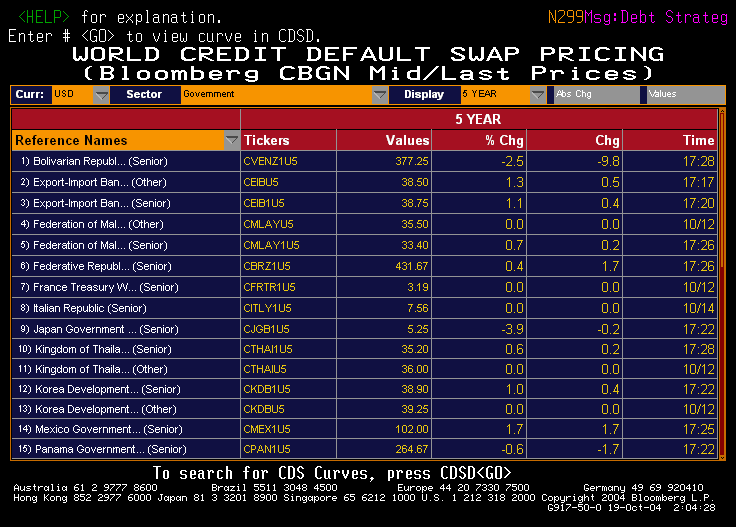 <HELP> for explanation. N299Msg:Debt Strateg
Enter # <GO> to view curve in CDSD.
WORLD CREDIT DEFAULT SWAP PRICING
(Bloomberg CBGN Mid/Last Prices)
Curr: USD Sector Government Display 5 YEAR Abs Chg Values
5 YEAR
Reference Names Tickers Values % Chg Chg Time
1) Bolivarian Republ... (Senior) CVENZ1U5 377.25 -2.5 -9.8 17:28
2) Export-Import Ban... (Other) CEIBU5 38.50 1.3 0.5 17:17
3) Export-Import Ban... (Senior) CEIB1U5 38.75 1.1 0.4 17:20
4) Federation of Mal... (Other) CMLAYU5 35.50 0.0 0.0 10/12
5) Federation of Mal... (Senior) CMLAY1U5 33.40 0.7 0.2 17:26
6) Federative Republ... (Senior) CBRZ1U5 431.67 0.4 1.7 17:26
7) France Treasury W... (Senior) CFRTR1U5 3.19 0.0 0.0 10/12
8) Italian Republic (Senior) CITLY1U5 7.56 0.0 0.0 10/14
9) Japan Government ... (Senior) CJGB1U5 5.25 -3.9 -0.2 17:22
10) Kingdom of Thaila... (Senior) CTHAI1U5 35.20 0.6 0.2 17:28
11) Kingdom of Thaila... (Other) CTHAIU5 36.00 0.0 0.0 10/12
12) Korea Development... (Senior) CKDB1U5 38.90 1.0 0.4 17:22
13) Korea Development... (Other) CKDBU5 39.25 0.0 0.0 10/12
14) Mexico Government... (Senior) CMEX1U5 102.00 1.7 1.7 17:25
15) Panama Government... (Senior) CPAN1U5 264.67 -0.6 -1.7 17:22
To search for CDS Curves, press CDSD<GO>
Australia 61 2 9777 8600 Brazil 5511 3048 4500 Europe 44 20 7330 7500 Germany 49 69 920410
Hong Kong 852 2977 6000 Japan 81 3 3201 8900 Singapore 65 6212 1000 U.S. 1 212 318 2000 Copyright 2004 Bloomberg L.P.
G917-50-0 19-Oct-04 2:04:28